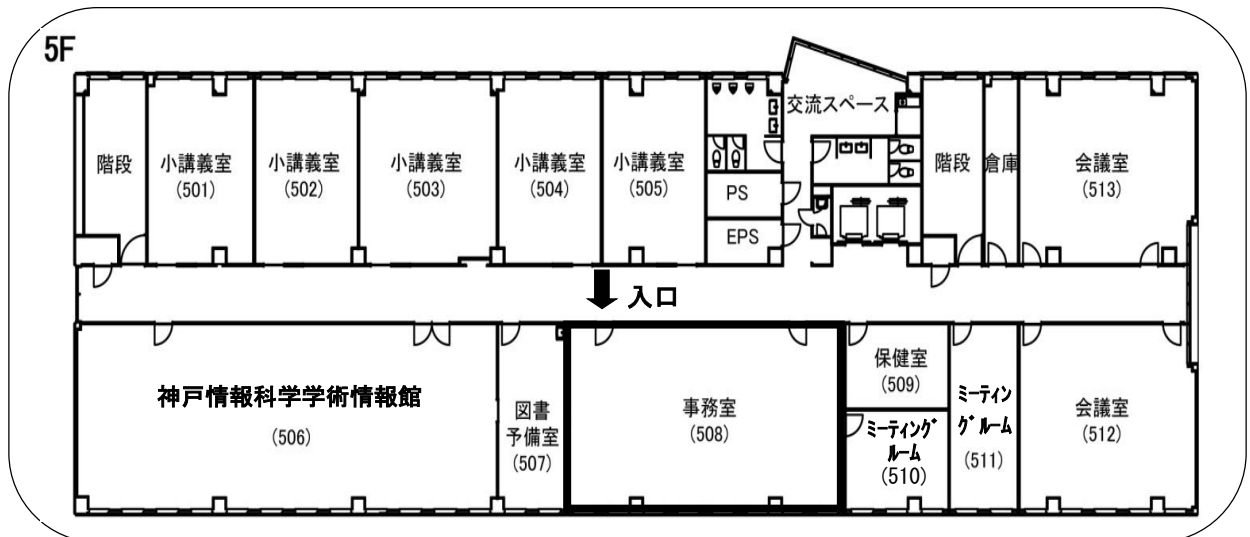 5F
階段
小講義室
(501)
小講義室
(502)
小講義室
(503)
小講義室
(504)
小講義室
(505)
PS
EPS
交流スペース
階段
倉庫
会議室
(513)
入口
神戸情報科学学術情報館
(506)
図書
予備室
(507)
事務室
(508)
保健室
(509)
ミーティング
ルーム
(510)
ミーティン
グルーム
(511)
会議室
(512)